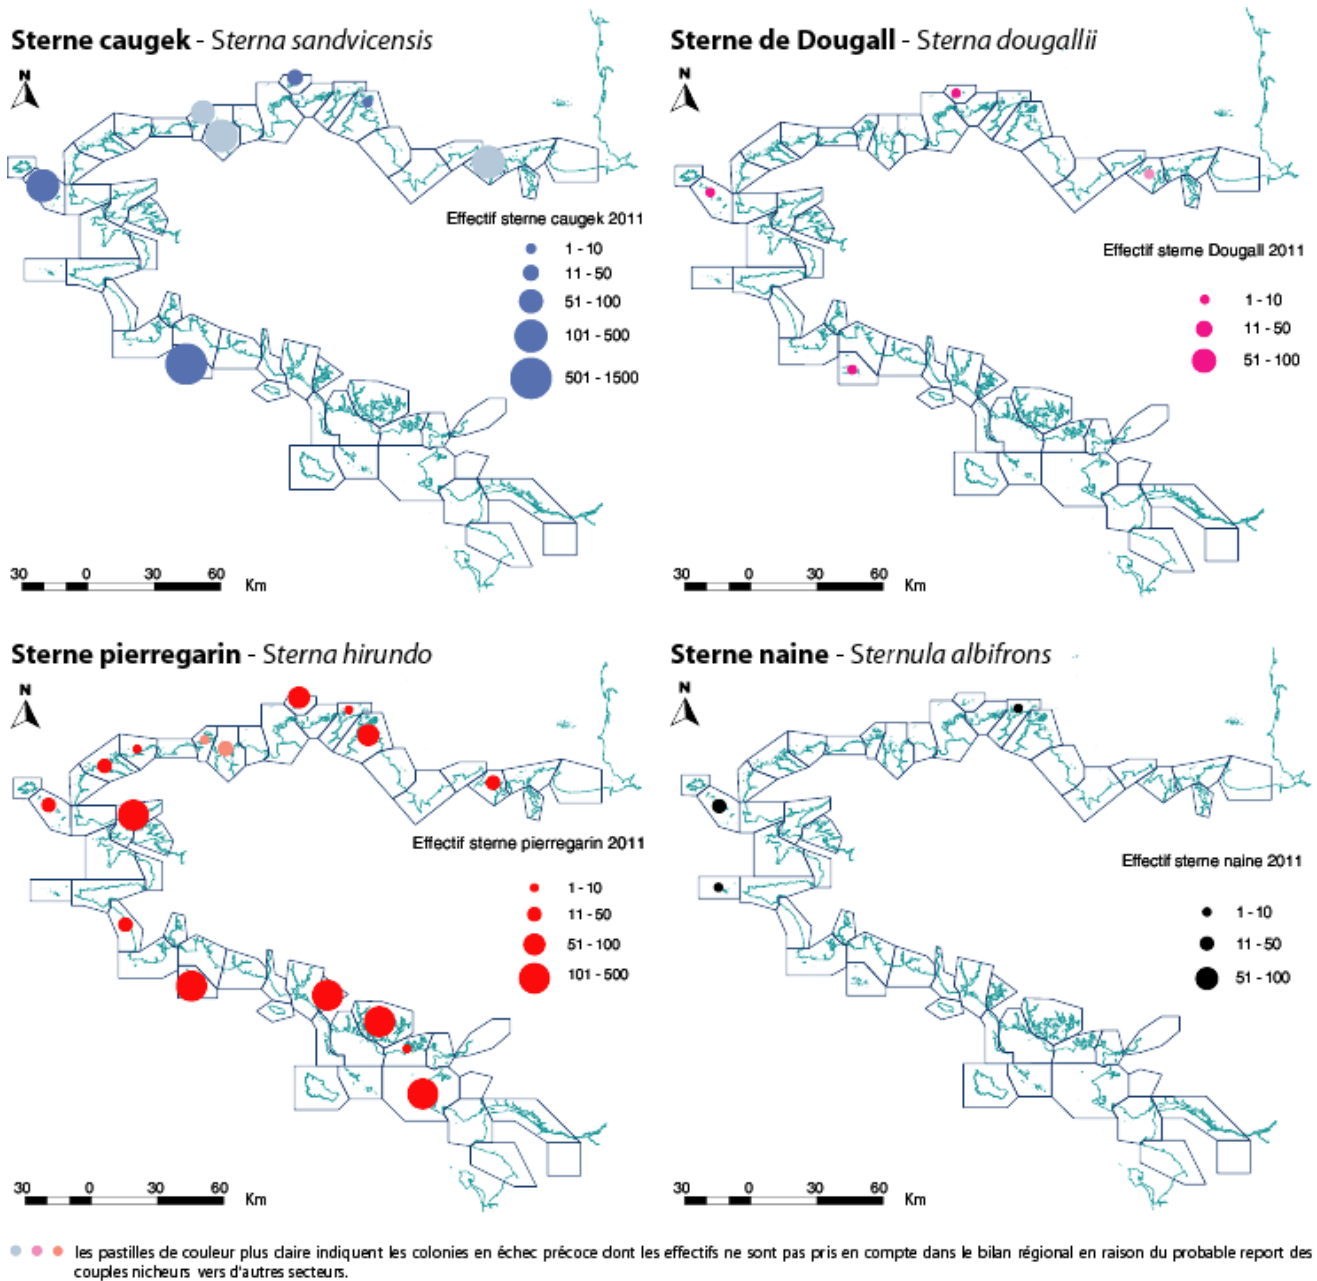 Sterne caugek - Sterna sandvicensis
N
Effectif sterne caugek 2011
1 - 10
11 - 50
51 - 100
101 - 500
501 - 1500
30 0 30 60 Km
Sterne de Dougall - Sterna dougallii
N
Effectif sterne Dougall 2011
1 - 10
11 - 50
51 - 100
30 0 30 60 Km
Sterne pierregarin - Sterna hirundo
N
Effectif sterne pierregarin 2011
1 - 10
11 - 50
51 - 100
101 - 500
30 0 30 60 Km
Sterne naine - Sternula albifrons
N
Effectif sterne naine 2011
1 - 10
11 - 50
51 - 100
30 0 30 60 Km
les pastilles de couleur plus claire indiquent les colonies en échec précoce dont les effectifs ne sont pas pris en compte dans le bilan régional en raison du probable report des
couples nicheurs vers d'autres secteurs.